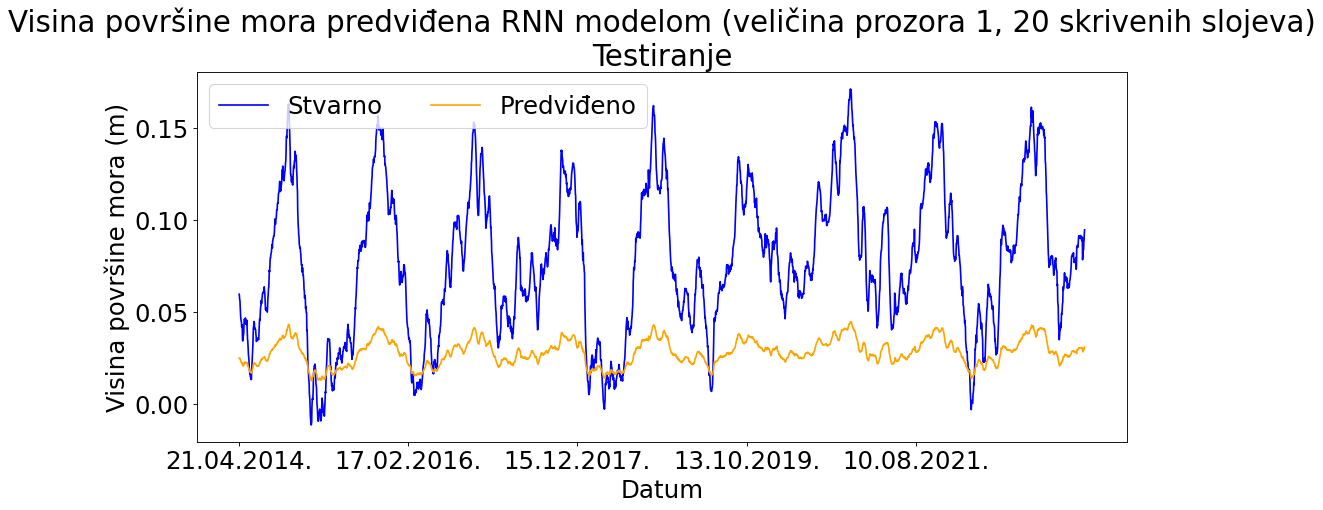 Visina površine mora predviđena RNN modelom (veličina prozora 1, 20 skrivenih slojeva)
Testiranje
Stvarno
Predviđeno
Visina površine mora (m)
0.15
0.10
0.05
0.00
21.04.2014.
17.02.2016.
15.12.2017.
13.10.2019.
10.08.2021.
Datum